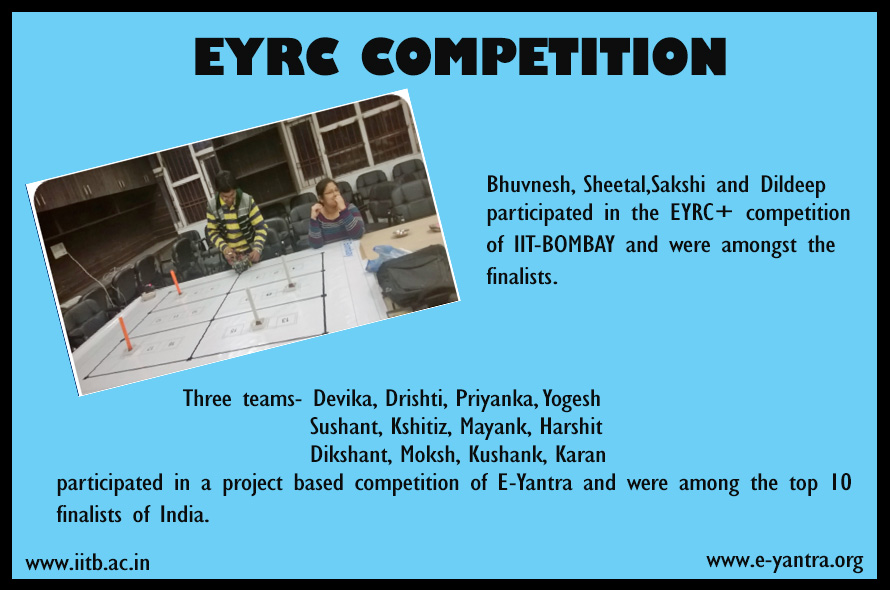 EYRC COMPETITION
Bhuvnesh, Sheetal,Sakshi and Dildeep
participated in the EYRC+ competition
of IIT-BOMBAY and were amongst the
finalists.
Three teams- Devika, Drishti, Priyanka,Yogesh
Sushant, Kshitiz, Mayank, Harshit
Dikshant, Moksh, Kushank, Karan
participated in a project based competition of E-Yantra and were among the top 10
finalists of India.
www.iitb.ac.in
www.e-yantra.org